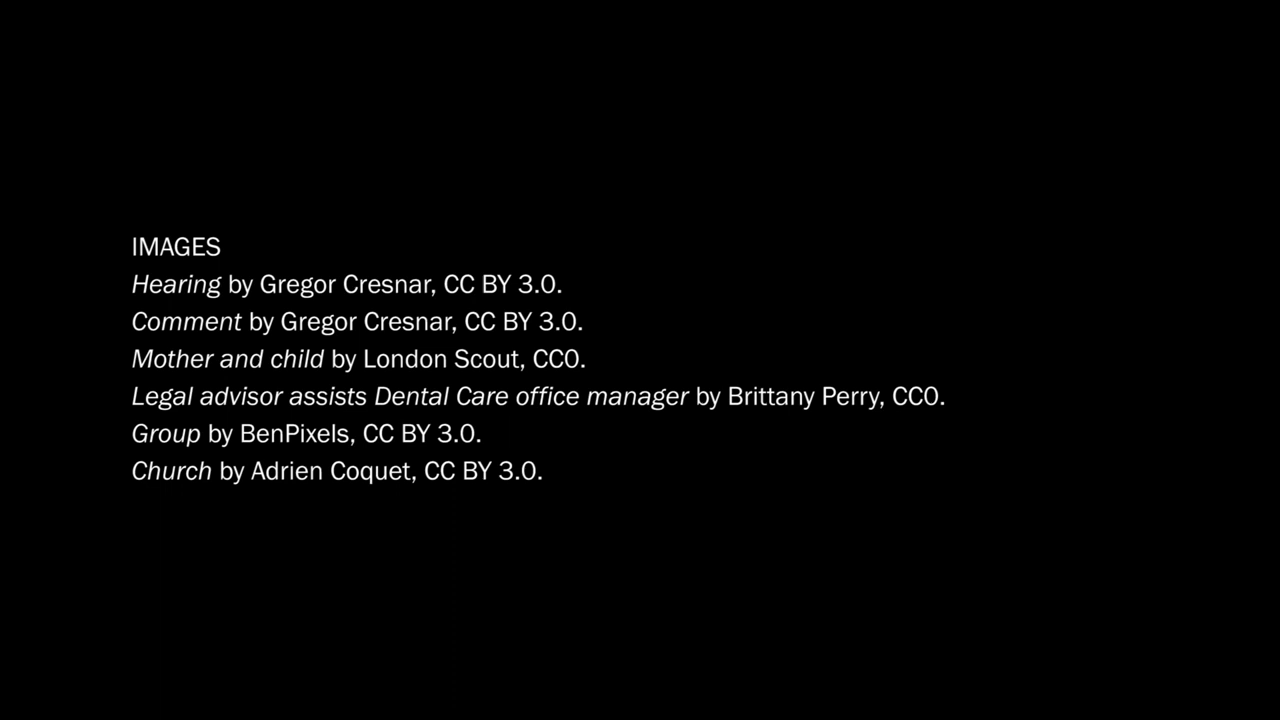 IMAGES
Hearing by Gregor Cresnar, CC BY 3.0.
Comment by Gregor Cresnar, CC BY 3.0.
Mother and child by London Scout, CC0.
Legal advisor assists Dental Care office manager by Brittany Perry, CC0.
Group by BenPixels, CC BY 3.0.
Church by Adrien Coquet, CC BY 3.0.